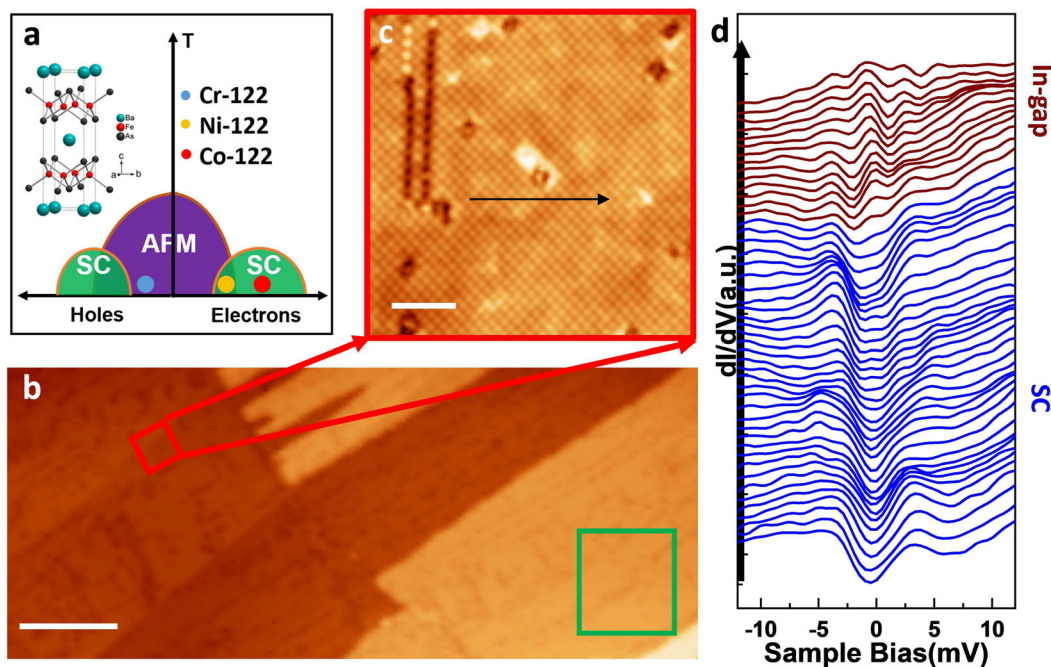 a
T
Cr-122
Ni-122
Co-122
Ba
Fe
As
c
a
b
AFM
SC
SC
Holes
Electrons
c
d
In-gap
SC
dI/dV(a.u.)
-10
-5
0
5
10
Sample Bias(mV)
b